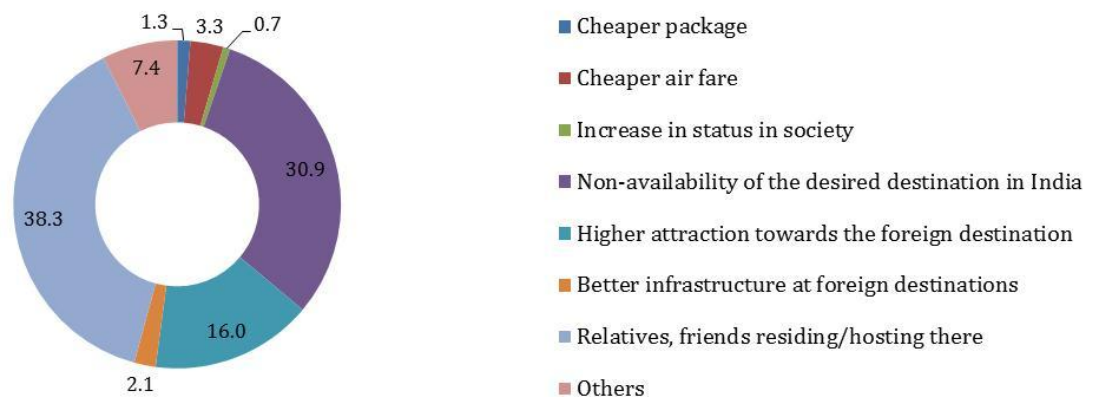 1.3
3.3
0.7
7.4
30.9
38.3
16.0
2.1
Cheaper package
Cheaper air fare
Increase in status in society
Non-availability of the desired destination in India
Higher attraction towards the foreign destination
Better infrastructure at foreign destinations
Relatives, friends residing/hosting there
Others